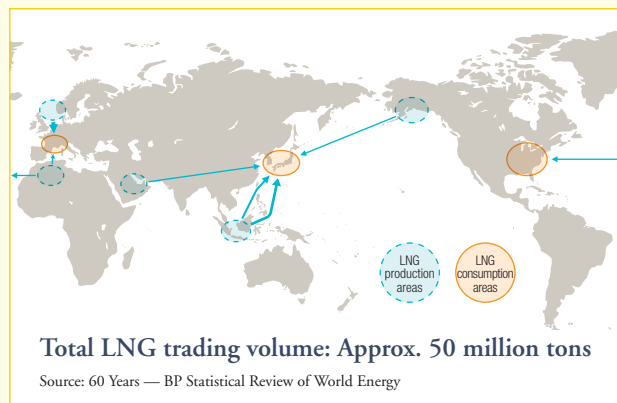 LNG
production
areas
LNG
consumption
areas
Total LNG trading volume: Approx. 50 million tons
Source: 60 Years — BP Statistical Review of World Energy